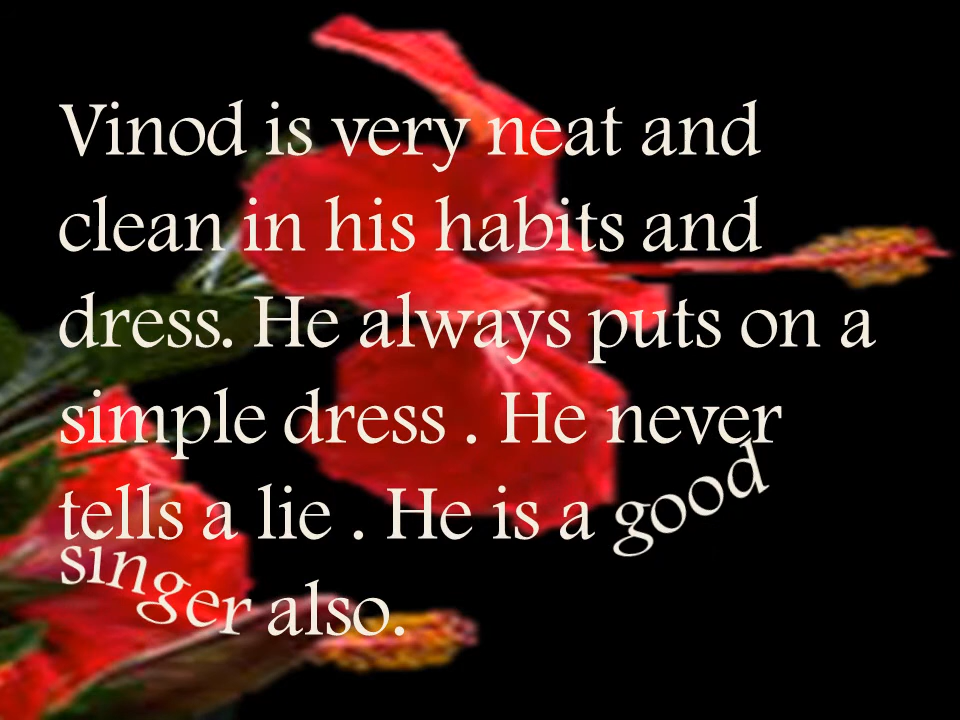 Vinod is very neat and
clean in his habits and
dress. He always puts on a
simple dress . He never
tells a lie . He is a good
singer also.